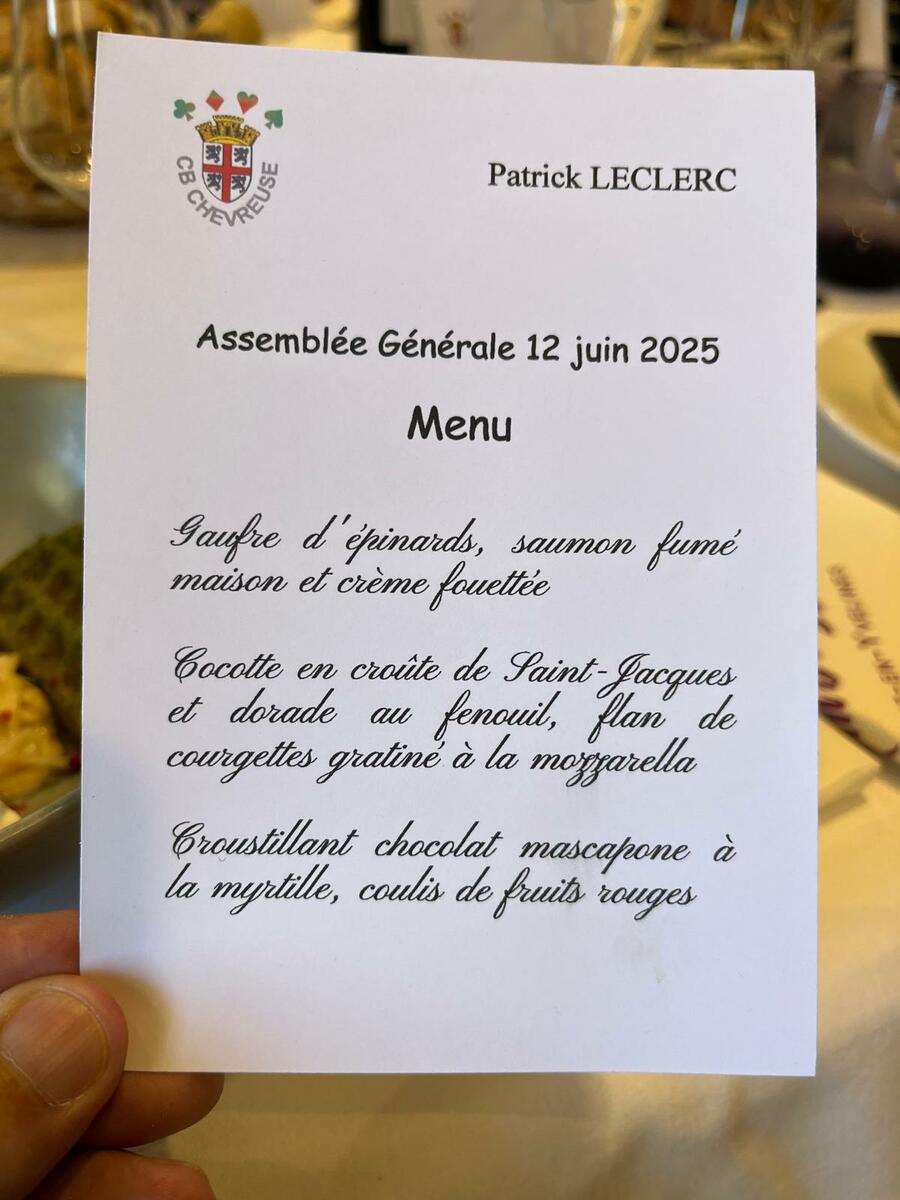 CB CHEVREUSE
Patrick LECLERC
Assemblée Générale 12 juin 2025
Menu
Gaufre d'épinards, saumon fumé
maison et crème fouettée
Cocotte en croûte de Saint-Jacques
et dorade au fenouil, flan de
courgettes gratiné à la mozzarella
Croustillant chocolat mascapone à
la myrtille, coulis de fruits rouges